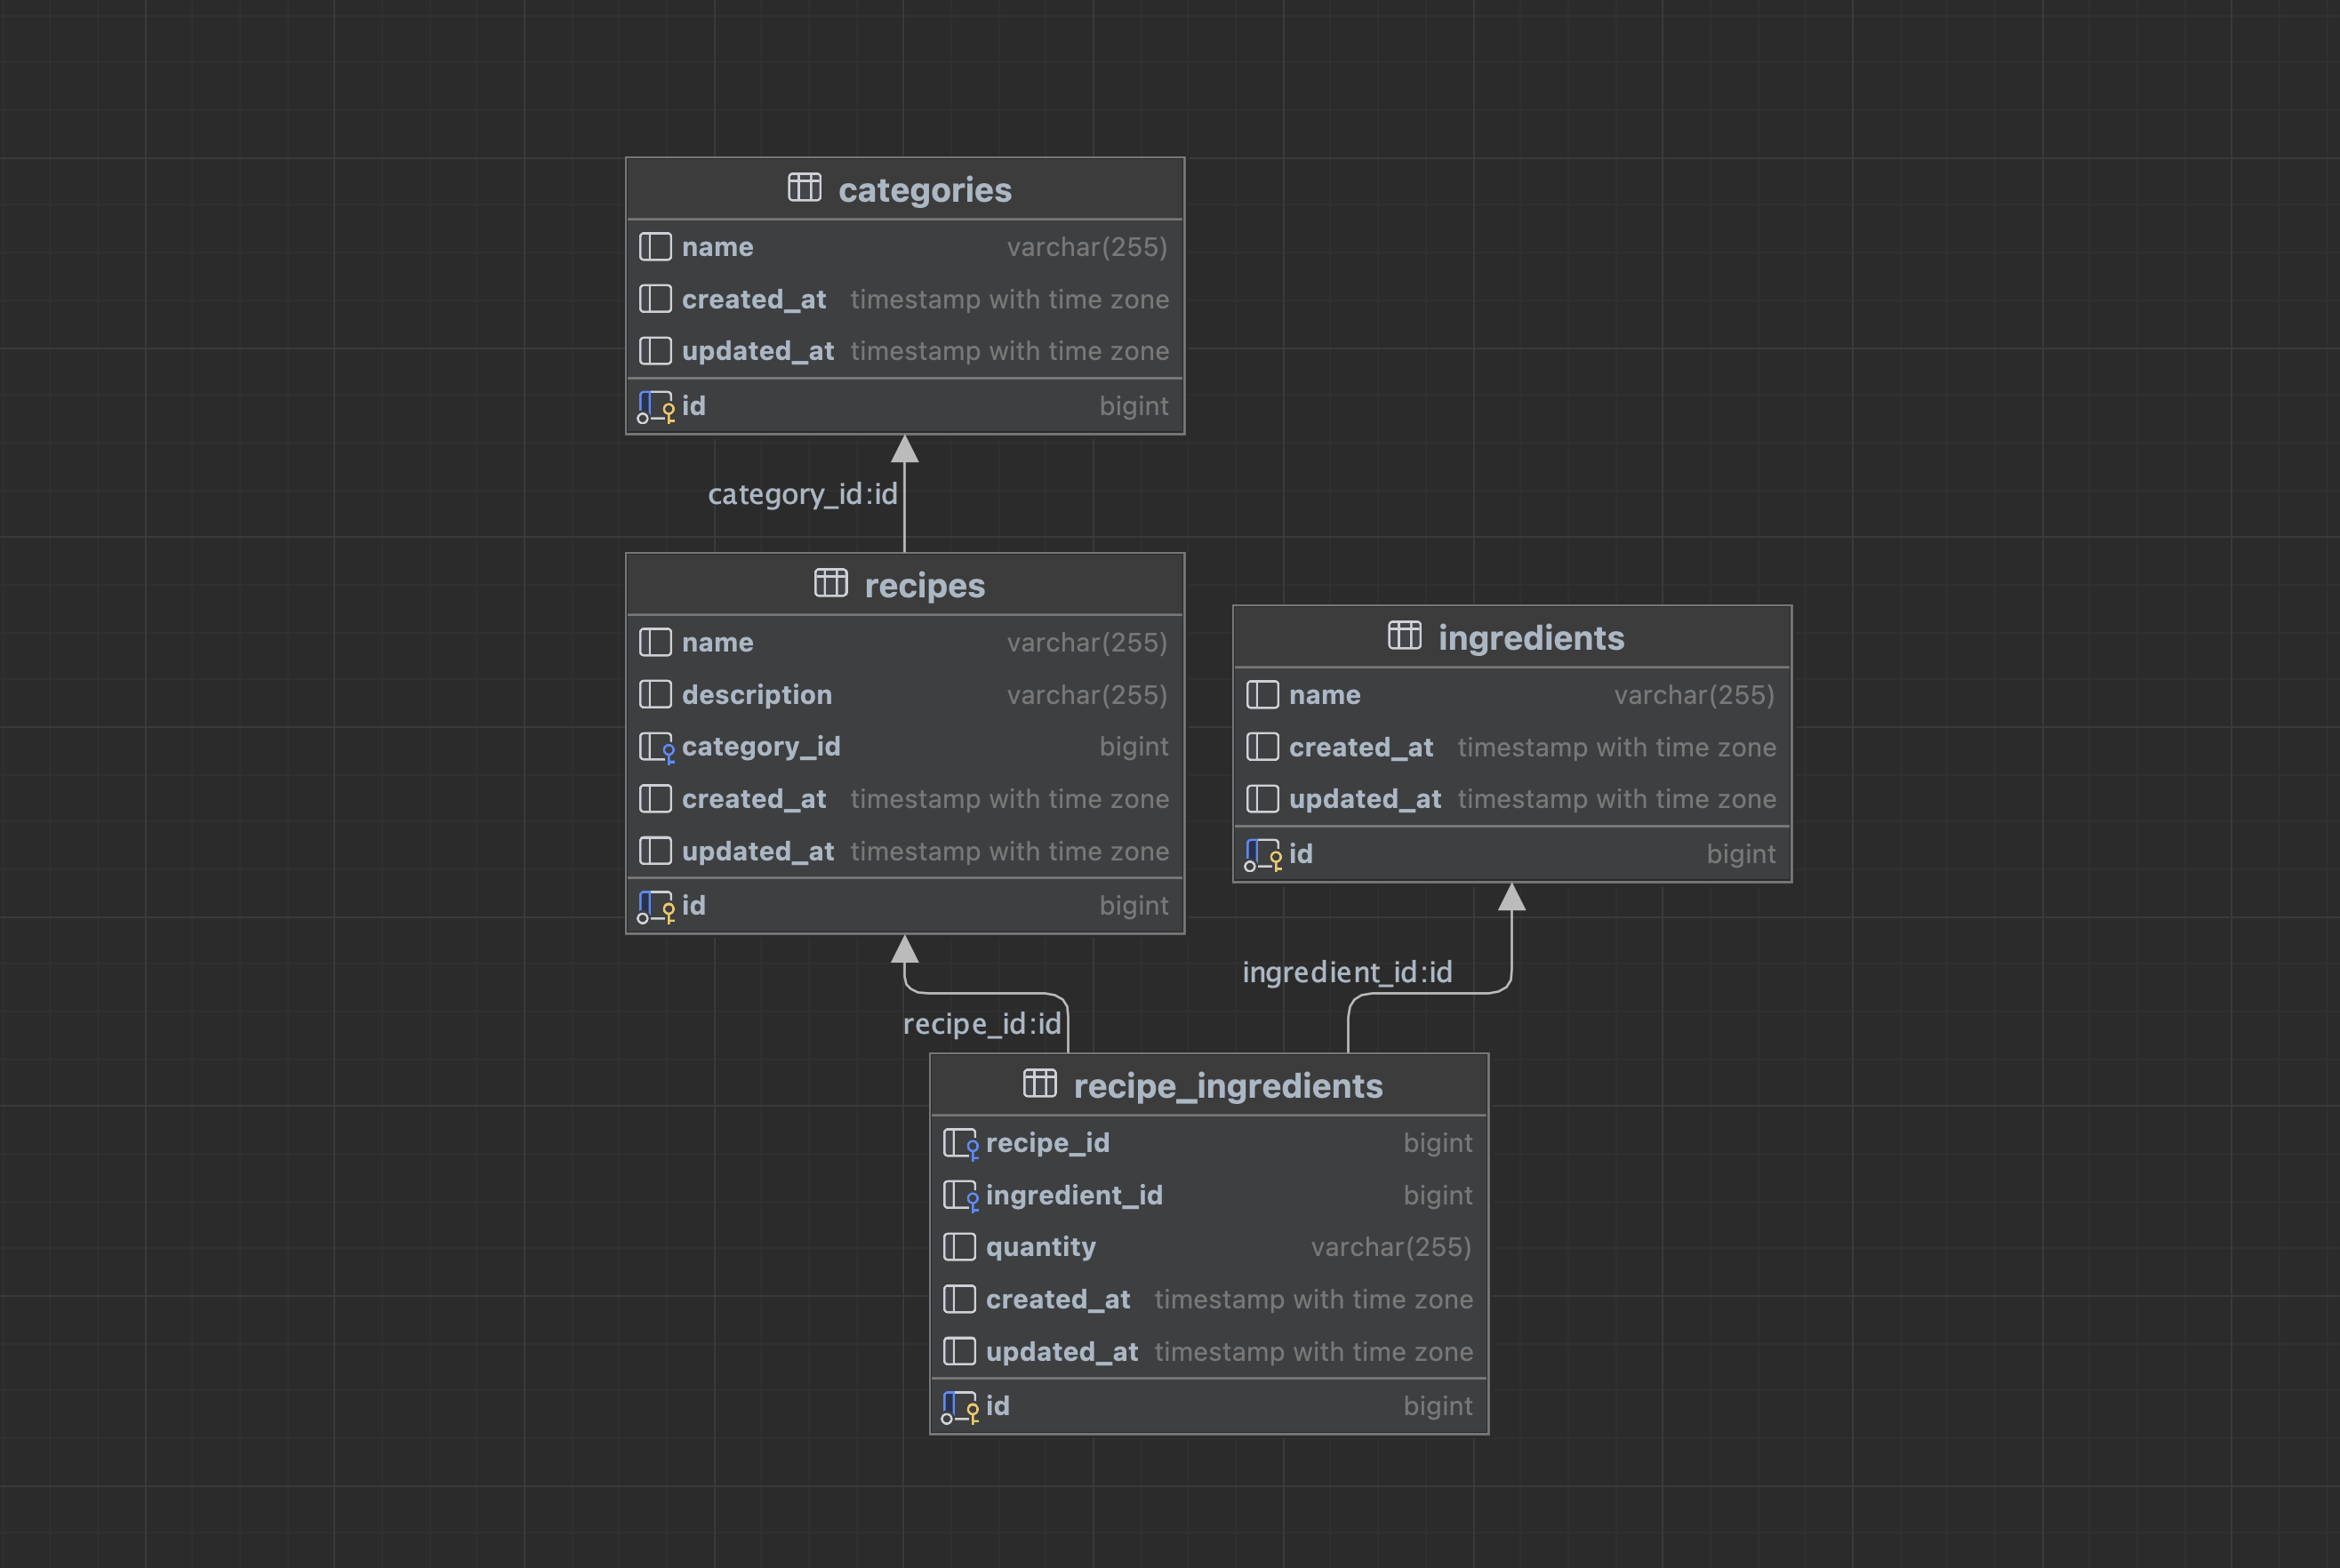 categories
name varchar(255)
created_at timestamp with time zone
updated_at timestamp with time zone
id bigint
category_id:id
recipes
name varchar(255)
description varchar(255)
category_id bigint
created_at timestamp with time zone
updated_at timestamp with time zone
id bigint
ingredients
name varchar(255)
created_at timestamp with time zone
updated_at timestamp with time zone
id bigint
ingredient_id:id
recipe_id:id
recipe_ingredients
recipe_id bigint
ingredient_id bigint
quantity varchar(255)
created_at timestamp with time zone
updated_at timestamp with time zone
id bigint